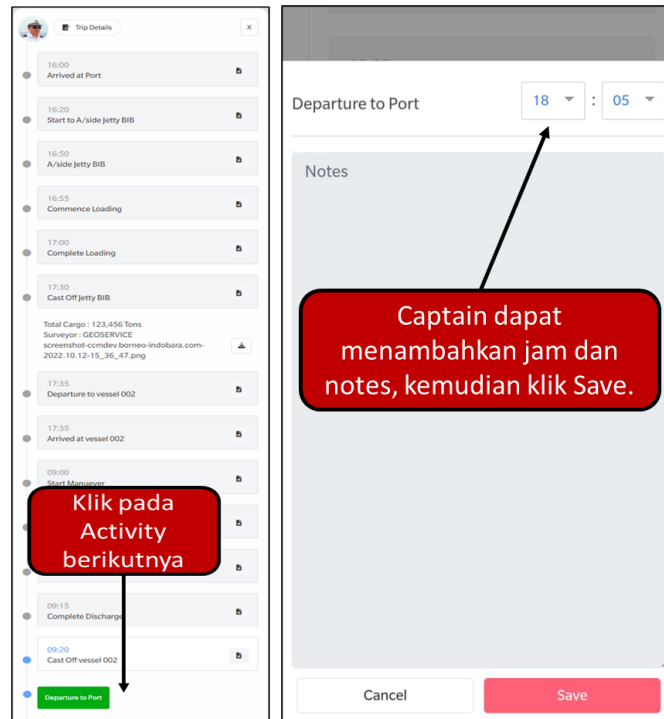 Trip Details
X
16:00
Arrived at Port
16:20
Start to A/side Jetty BIB
16:50
A/side Jetty BIB
16:55
Commence Loading
17:00
Complete Loading
17:30
Cast Off Jetty BIB
Total Cargo : 123,456 Tons
Surveyor : GEOSERVICE
screenshot-ccmdev.borneo-indobara.com-
2022.10.12-15_36_47.png
17:35
Departure to vessel 002
17:35
Arrived at vessel 002
09:00
Start Manuever
Klik pada
Activity
berikutnya
09:15
Complete Discharge
09:20
Cast Off vessel 002
Departure to Port
Departure to Port
18 : 05
Notes
Captain dapat
menambahkan jam dan
notes, kemudian klik Save.
Cancel
Save